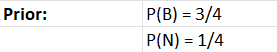 Prior: P(B) = 3/4
P(N) = 1/4